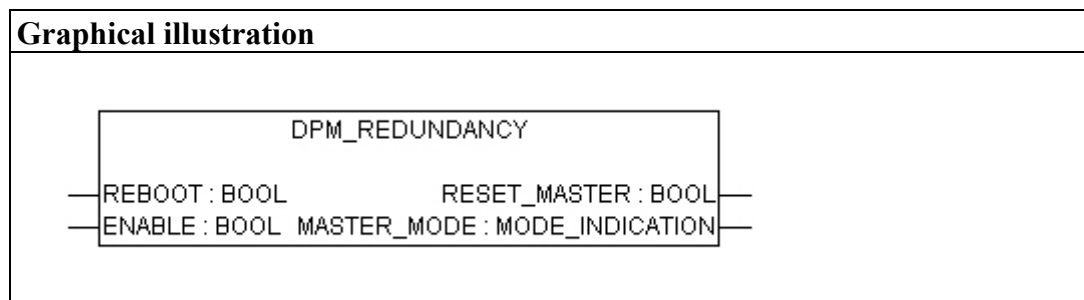 Graphical illustration
DPM_REDUNDANCY
REBOOT : BOOL RESET_MASTER : BOOL
ENABLE : BOOL MASTER_MODE : MODE_INDICATION